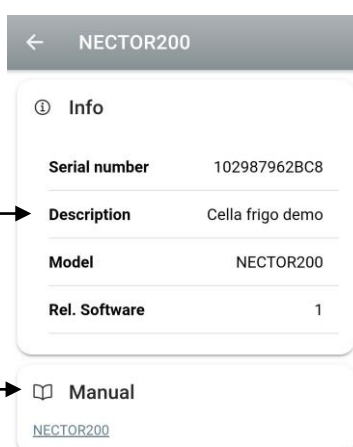 NECTOR200
Info
Serial number 102987962BC8
Description Cella frigo demo
Model NECTOR200
Rel. Software 1
Manual
NECTOR200